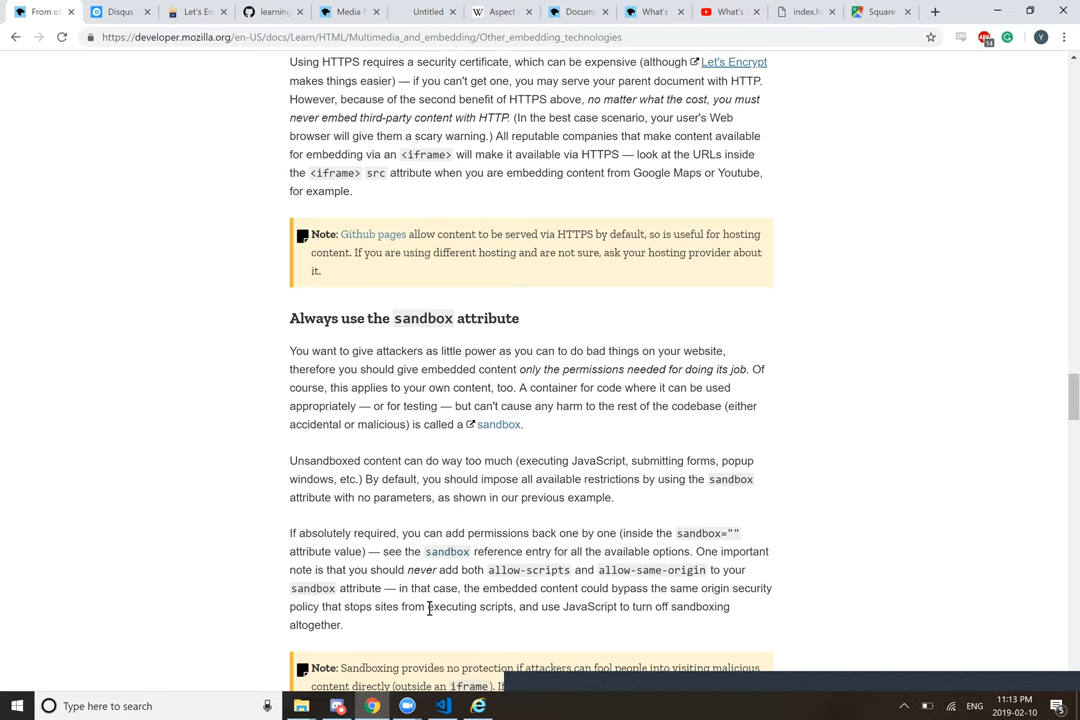 From ol
Disqus
Let's En
learning
Media
Untitled
Aspect
Docum
What's
What's
index.h
Square
https://developer.mozilla.org/en-US/docs/Learn/HTML/Multimedia_and_embedding/Other_embedding_technologies
14
Y
Using HTTPS requires a security certificate, which can be expensive (although Let's Encrypt
makes things easier) — if you can't get one, you may serve your parent document with HTTP.
However, because of the second benefit of HTTPS above, no matter what the cost, you must
never embed third-party content with HTTP. (In the best case scenario, your user's Web
browser will give them a scary warning.) All reputable companies that make content available
for embedding via an <iframe> will make it available via HTTPS — look at the URLs inside
the <iframe> src attribute when you are embedding content from Google Maps or Youtube,
for example.
Note: Github pages allow content to be served via HTTPS by default, so is useful for hosting
content. If you are using different hosting and are not sure, ask your hosting provider about
it.
Always use the sandbox attribute
You want to give attackers as little power as you can to do bad things on your website,
therefore you should give embedded content only the permissions needed for doing its job. Of
course, this applies to your own content, too. A container for code where it can be used
appropriately — or for testing — but can't cause any harm to the rest of the codebase (either
accidental or malicious) is called a sandbox.
Unsandboxed content can do way too much (executing JavaScript, submitting forms, popup
windows, etc.) By default, you should impose all available restrictions by using the sandbox
attribute with no parameters, as shown in our previous example.
If absolutely required, you can add permissions back one by one (inside the sandbox=""
attribute value) — see the sandbox reference entry for all the available options. One important
note is that you should never add both allow-scripts and allow-same-origin to your
sandbox attribute — in that case, the embedded content could bypass the same origin security
policy that stops sites from executing scripts, and use JavaScript to turn off sandboxing
altogether.
Note: Sandboxing provides no protection if attackers can fool people into visiting malicious
content directly (outside an iframe). If
Type here to search
ENG
11:13 PM
2019-02-10
5